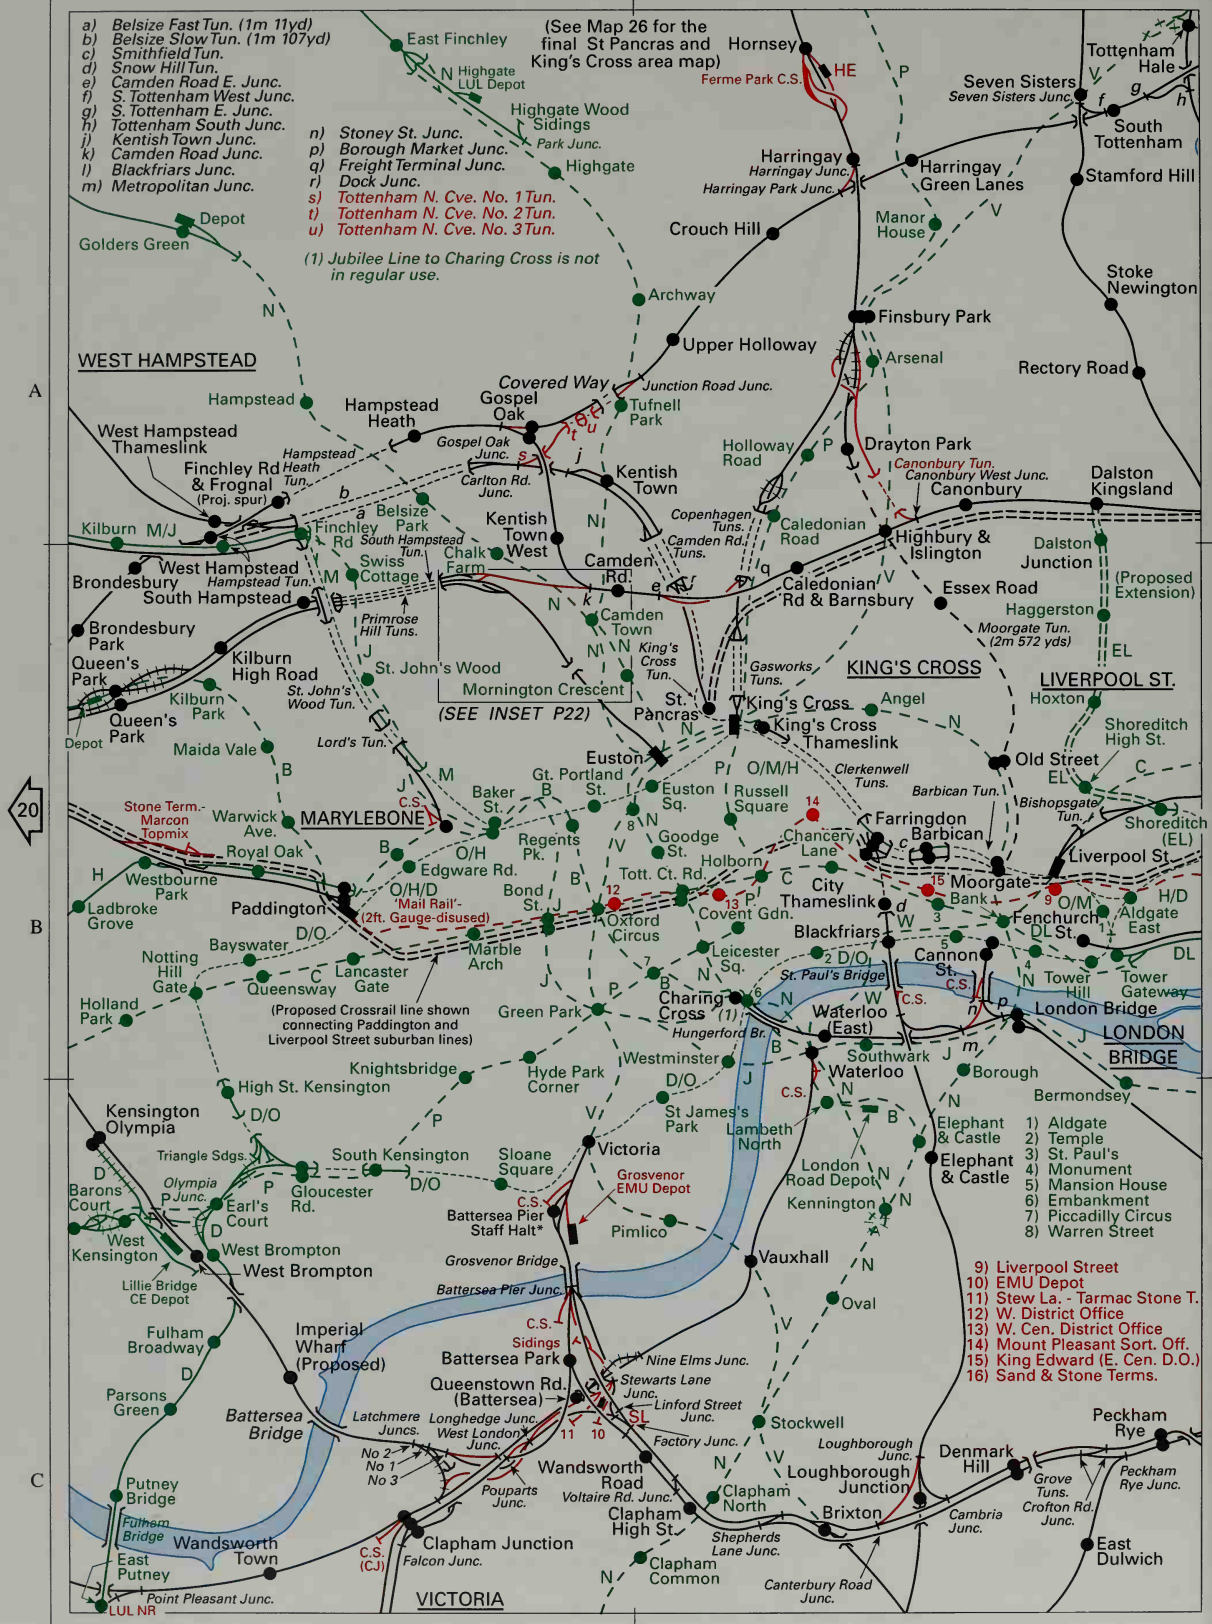 a) Belsize Fast Tun. (1m 11yd)
b) Belsize Slow Tun. (1m 107yd)
c) Smithfield Tun.
d) Snow Hill Tun.
e) Camden Road E. Junc.
f) S. Tottenham West Junc.
g) S. Tottenham E. Junc.
h) Tottenham South Junc.
j) Kentish Town Junc.
k) Camden Road Junc.
l) Blackfriars Junc.
m) Metropolitan Junc.
n) Stoney St. Junc.
p) Borough Market Junc.
q) Freight Terminal Junc.
r) Dock Junc.
s) Tottenham N. Cve. No. 1 Tun.
t) Tottenham N. Cve. No. 2 Tun.
u) Tottenham N. Cve. No. 3 Tun.
(1) Jubilee Line to Charing Cross is not
in regular use.
(See Map 26 for the
final St Pancras and
King's Cross area map)
East Finchley
N
Highgate
LUL Depot
Highgate Wood
Sidings
Park Junc.
Highgate
Hornsey
HE
Ferme Park C.S.
P
Tottenham
Hale
V
Seven Sisters
Seven Sisters Junc.
f
g
h
South
Tottenham
Harringay
Harringay Junc.
Harringay Park Junc.
Harringay
Green Lanes
Stamford Hill
V
Manor
House
Depot
Golders Green
Crouch Hill
Stoke
Newington
Archway
N
Finsbury Park
Upper Holloway
Arsenal
Rectory Road
WEST HAMPSTEAD
A
Hampstead
Covered Way
Junction Road Junc.
Gospel
Oak
Tufnell
Park
t
u
Hampstead
Heath
West Hampstead
Thameslink
Gospel Oak
Junc.
s
j
Carlton Rd.
Junc.
Finchley Rd
& Frognal
(Proj. spur)
Hampstead
Heath
Tun.
b
a
Kentish
Town
Holloway
Road
P
Drayton Park
Canonbury Tun.
Canonbury West Junc.
Canonbury
Dalston
Kingsland
Kilburn
M/J
Finchley
Rd
Belsize
Park
South Hampstead
Tun.
Kentish
Town
West
N
Copenhagen
Tuns.
Camden Rd.
Tuns.
Caledonian
Road
Highbury &
Islington
Dalston
Junction
(Proposed
Extension)
West Hampstead
Hampstead Tun.
Swiss
Cottage
M
Chalk
Farm
Camden
Rd.
k
e
r
q
Brondesbury
South Hampstead
Caledonian
Rd & Barnsbury
V
Essex Road
Haggerston
Moorgate Tun.
(2m 572 yds)
EL
Primrose
Hill Tuns.
N
Camden
Town
N
N
Brondesbury
Park
J
St. John's Wood
King's
Cross
Tun.
Gasworks
Tuns.
KING'S CROSS
LIVERPOOL ST.
Queen's
Park
Kilburn
High Road
Kilburn
Park
St. John's
Wood Tun.
Mornington Crescent
(SEE INSET P22)
St.
Pancras
King's Cross
Angel
N
Hoxton
Depot
Queen's
Park
Lord's Tun.
King's Cross
Thameslink
Shoreditch
High St.
Maida Vale
B
J
M
Euston
N
P
O/M/H
Clerkenwell
Tuns.
Old Street
EL
C
20
Stone Term.-
Marcon
Topmix
Warwick
Ave.
MARYLEBONE
C.S.
Baker
St.
B
Gt. Portland
St.
Euston
Sq.
Russell
Square
14
Barbican Tun.
Bishopsgate
Tun.
Shoreditch
(EL)
8
N
V
Royal Oak
B
O/H
Regents
Pk.
Goodge
St.
Chancery
Lane
Farringdon
Barbican
c
Liverpool St.
H
Westbourne
Park
Edgware Rd.
O/H/D
'Mail Rail'-
(2ft. Gauge-disused)
Bond
St.
B
Tott. Ct. Rd.
Holborn
C
City
Thameslink
15
Moorgate
Bank
9
H/D
Ladbroke
Grove
Paddington
12
Oxford
Circus
13
P
Covent Gdn.
d
W
3
O/M
1
Fenchurch
St.
DL
Aldgate
East
B
D/O
Bayswater
Marble
Arch
J
Leicester
Sq.
Blackfriars
2
D/O
5
Cannon
St.
4
Tower
Hill
Tower
Gateway
DL
Notting
Hill
Gate
C
Queensway
Lancaster
Gate
7
B
N
St. Paul's Bridge
C.S.
Holland
Park
(Proposed Crossrail line shown
connecting Paddington and
Liverpool Street suburban lines)
P
Green Park
Charing
Cross
(1)
6
N
Hungerford Br.
W
C.S.
Waterloo
(East)
n
p
London Bridge
LONDON
BRIDGE
B
m
J
Westminster
Southwark
J
Knightsbridge
Hyde Park
Corner
D/O
J
Waterloo
Borough
High St. Kensington
C.S.
N
N
Bermondsey
D/O
P
V
St James's
Park
Lambeth
North
B
Elephant
& Castle
Kensington
Olympia
Triangle Sdgs.
South Kensington
Sloane
Square
Victoria
London
Road Depot
Elephant
& Castle
1) Aldgate
2) Temple
3) St. Paul's
4) Monument
5) Mansion House
6) Embankment
7) Piccadilly Circus
8) Warren Street
D
Olympia
Junc.
P
Gloucester
Rd.
D/O
C.S.
Grosvenor
EMU Depot
N
Kennington
N
Barons
Court
P
Earl's
Court
D
Battersea Pier
Staff Halt*
Pimlico
West
Kensington
West Brompton
West Brompton
Grosvenor Bridge
Vauxhall
N
9) Liverpool Street
10) EMU Depot
11) Stew La. - Tarmac Stone T.
12) W. District Office
13) W. Cen. District Office
14) Mount Pleasant Sort. Off.
15) King Edward (E. Cen. D.O.)
16) Sand & Stone Terms.
Lillie Bridge
CE Depot
Battersea Pier Junc.
Oval
V
C.S.
Sidings
Fulham
Broadway
Imperial
Wharf
(Proposed)
Battersea Park
Nine Elms Junc.
Stewarts Lane
Junc.
D
Queenstown Rd.
(Battersea)
Linford Street
Junc.
Parsons
Green
Battersea
Bridge
Latchmere
Juncs.
Longhedge Junc.
West London
Junc.
11
10
SL
Factory Junc.
Stockwell
Peckham
Rye
No 2
No 1
No 3
V
Loughborough
Junc.
Denmark
Hill
C
Putney
Bridge
Pouparts
Junc.
Wandsworth
Road
Voltaire Rd. Junc.
N
Clapham
North
Loughborough
Junction
Grove
Tuns.
Crofton Rd.
Junc.
Peckham
Rye Junc.
Fulham
Bridge
Clapham
High St.
Brixton
Cambria
Junc.
Wandsworth
Town
Clapham Junction
Falcon Junc.
C.S.
(CJ)
Shepherds
Lane Junc.
East
Dulwich
East
Putney
Clapham
Common
N
Canterbury Road
Junc.
Point Pleasant Junc.
LUL NR
VICTORIA